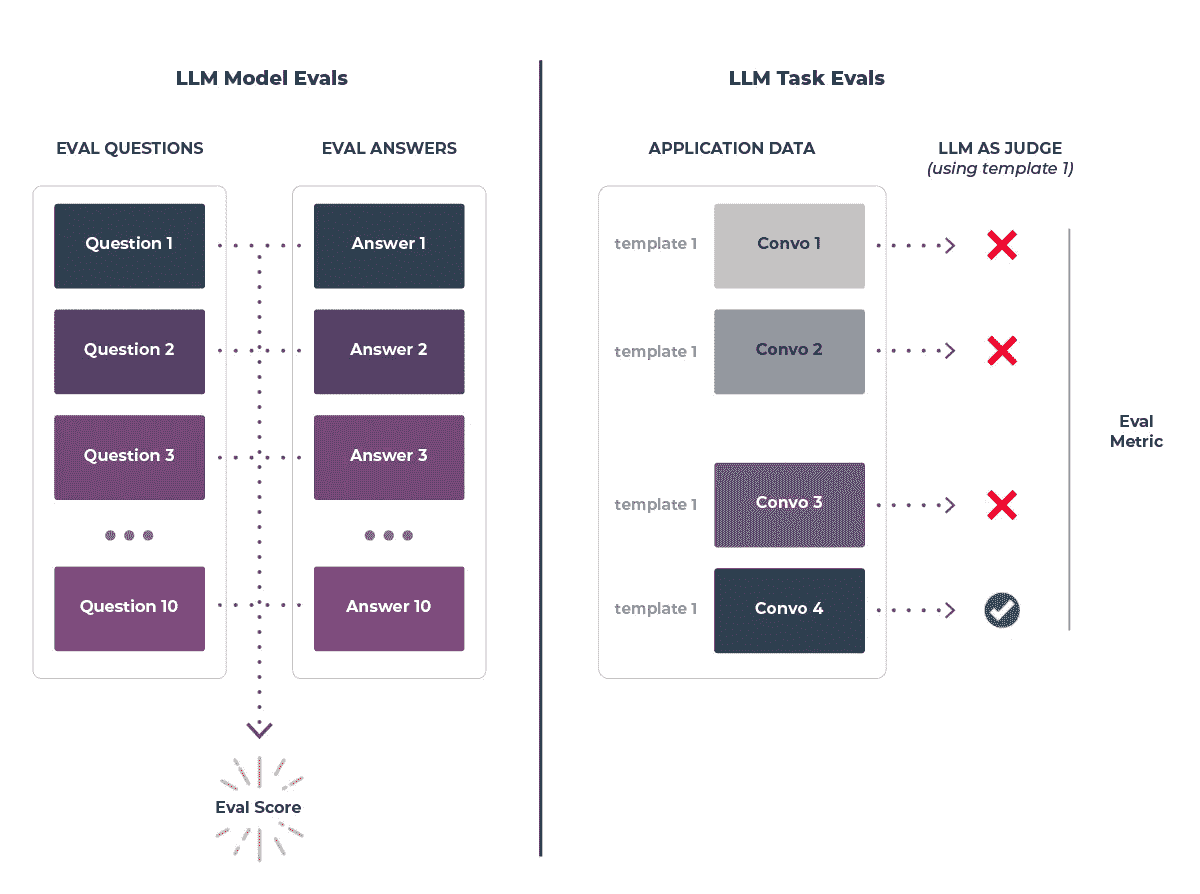 LLM Model Evals
EVAL QUESTIONS
EVAL ANSWERS
Question 1
Answer 1
Question 2
Answer 2
Question 3
Answer 3
Question 10
Answer 10
Eval Score
LLM Task Evals
APPLICATION DATA
LLM AS JUDGE
(using template 1)
template 1
Convo 1
template 1
Convo 2
template 1
Convo 3
template 1
Convo 4
Eval
Metric